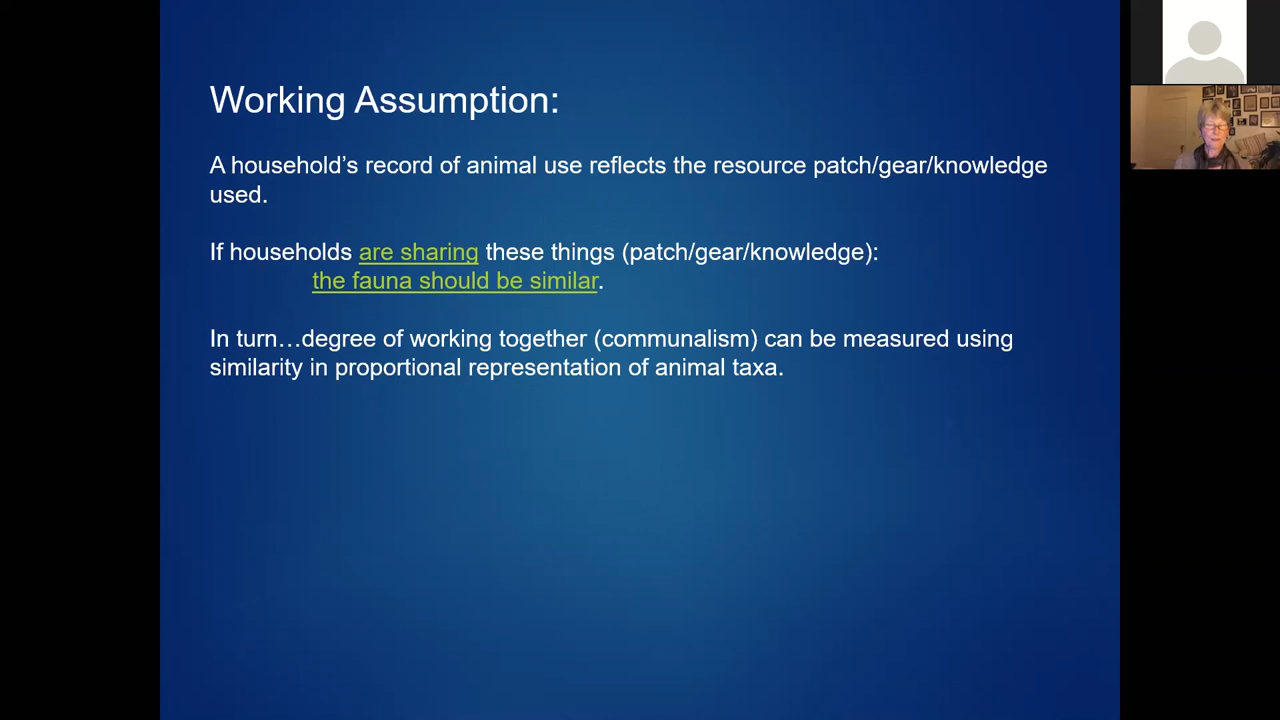 Working Assumption:
A household’s record of animal use reflects the resource patch/gear/knowledge
used.
If households are sharing these things (patch/gear/knowledge):
the fauna should be similar.
In turn…degree of working together (communalism) can be measured using
similarity in proportional representation of animal taxa.